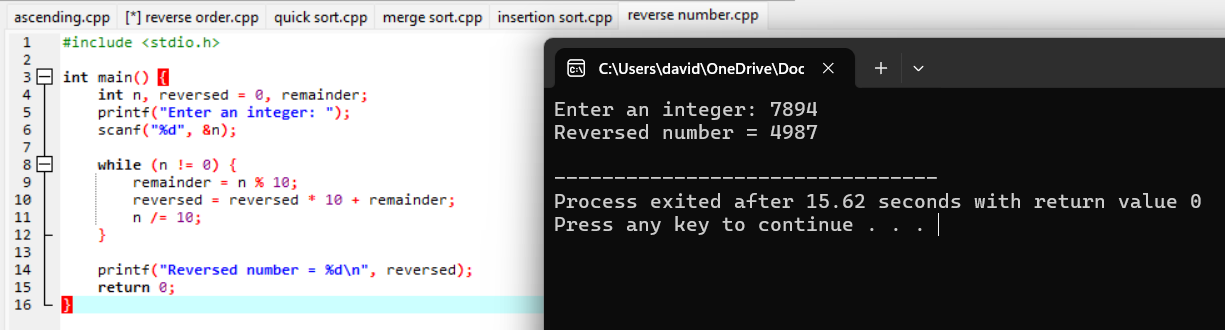 ascending.cpp [*] reverse order.cpp quick sort.cpp merge sort.cpp insertion sort.cpp reverse number.cpp
1 #include <stdio.h>
2
3 int main() {
4 int n, reversed = 0, remainder;
5 printf("Enter an integer: ");
6 scanf("%d", &n);
7
8 while (n != 0) {
9 remainder = n % 10;
10 reversed = reversed * 10 + remainder;
11 n /= 10;
12 }
13
14 printf("Reversed number = %d\n", reversed);
15 return 0;
16 }
C:\Users\david\OneDrive\Doc
Enter an integer: 7894
Reversed number = 4987
--------------------------------
Process exited after 15.62 seconds with return value 0
Press any key to continue . . .